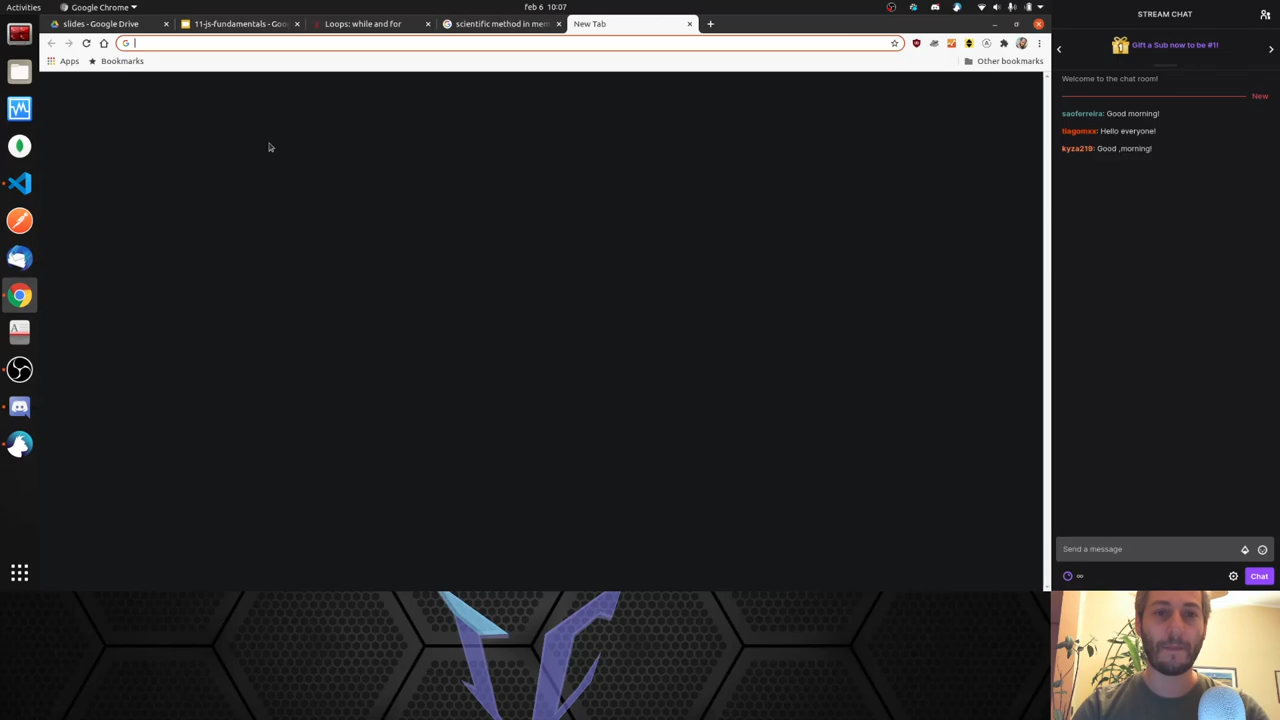 Activities
Google Chrome
feb 6 10:07
slides - Google Drive
11-js-fundamentals - Goo
Loops: while and for
scientific method in mem
New Tab
Apps
Bookmarks
Other bookmarks
STREAM CHAT
Gift a Sub now to be #1!
Welcome to the chat room!
New
saoferreira: Good morning!
tiagomxx: Hello everyone!
kyza219: Good ,morning!
Send a message
∞
Chat